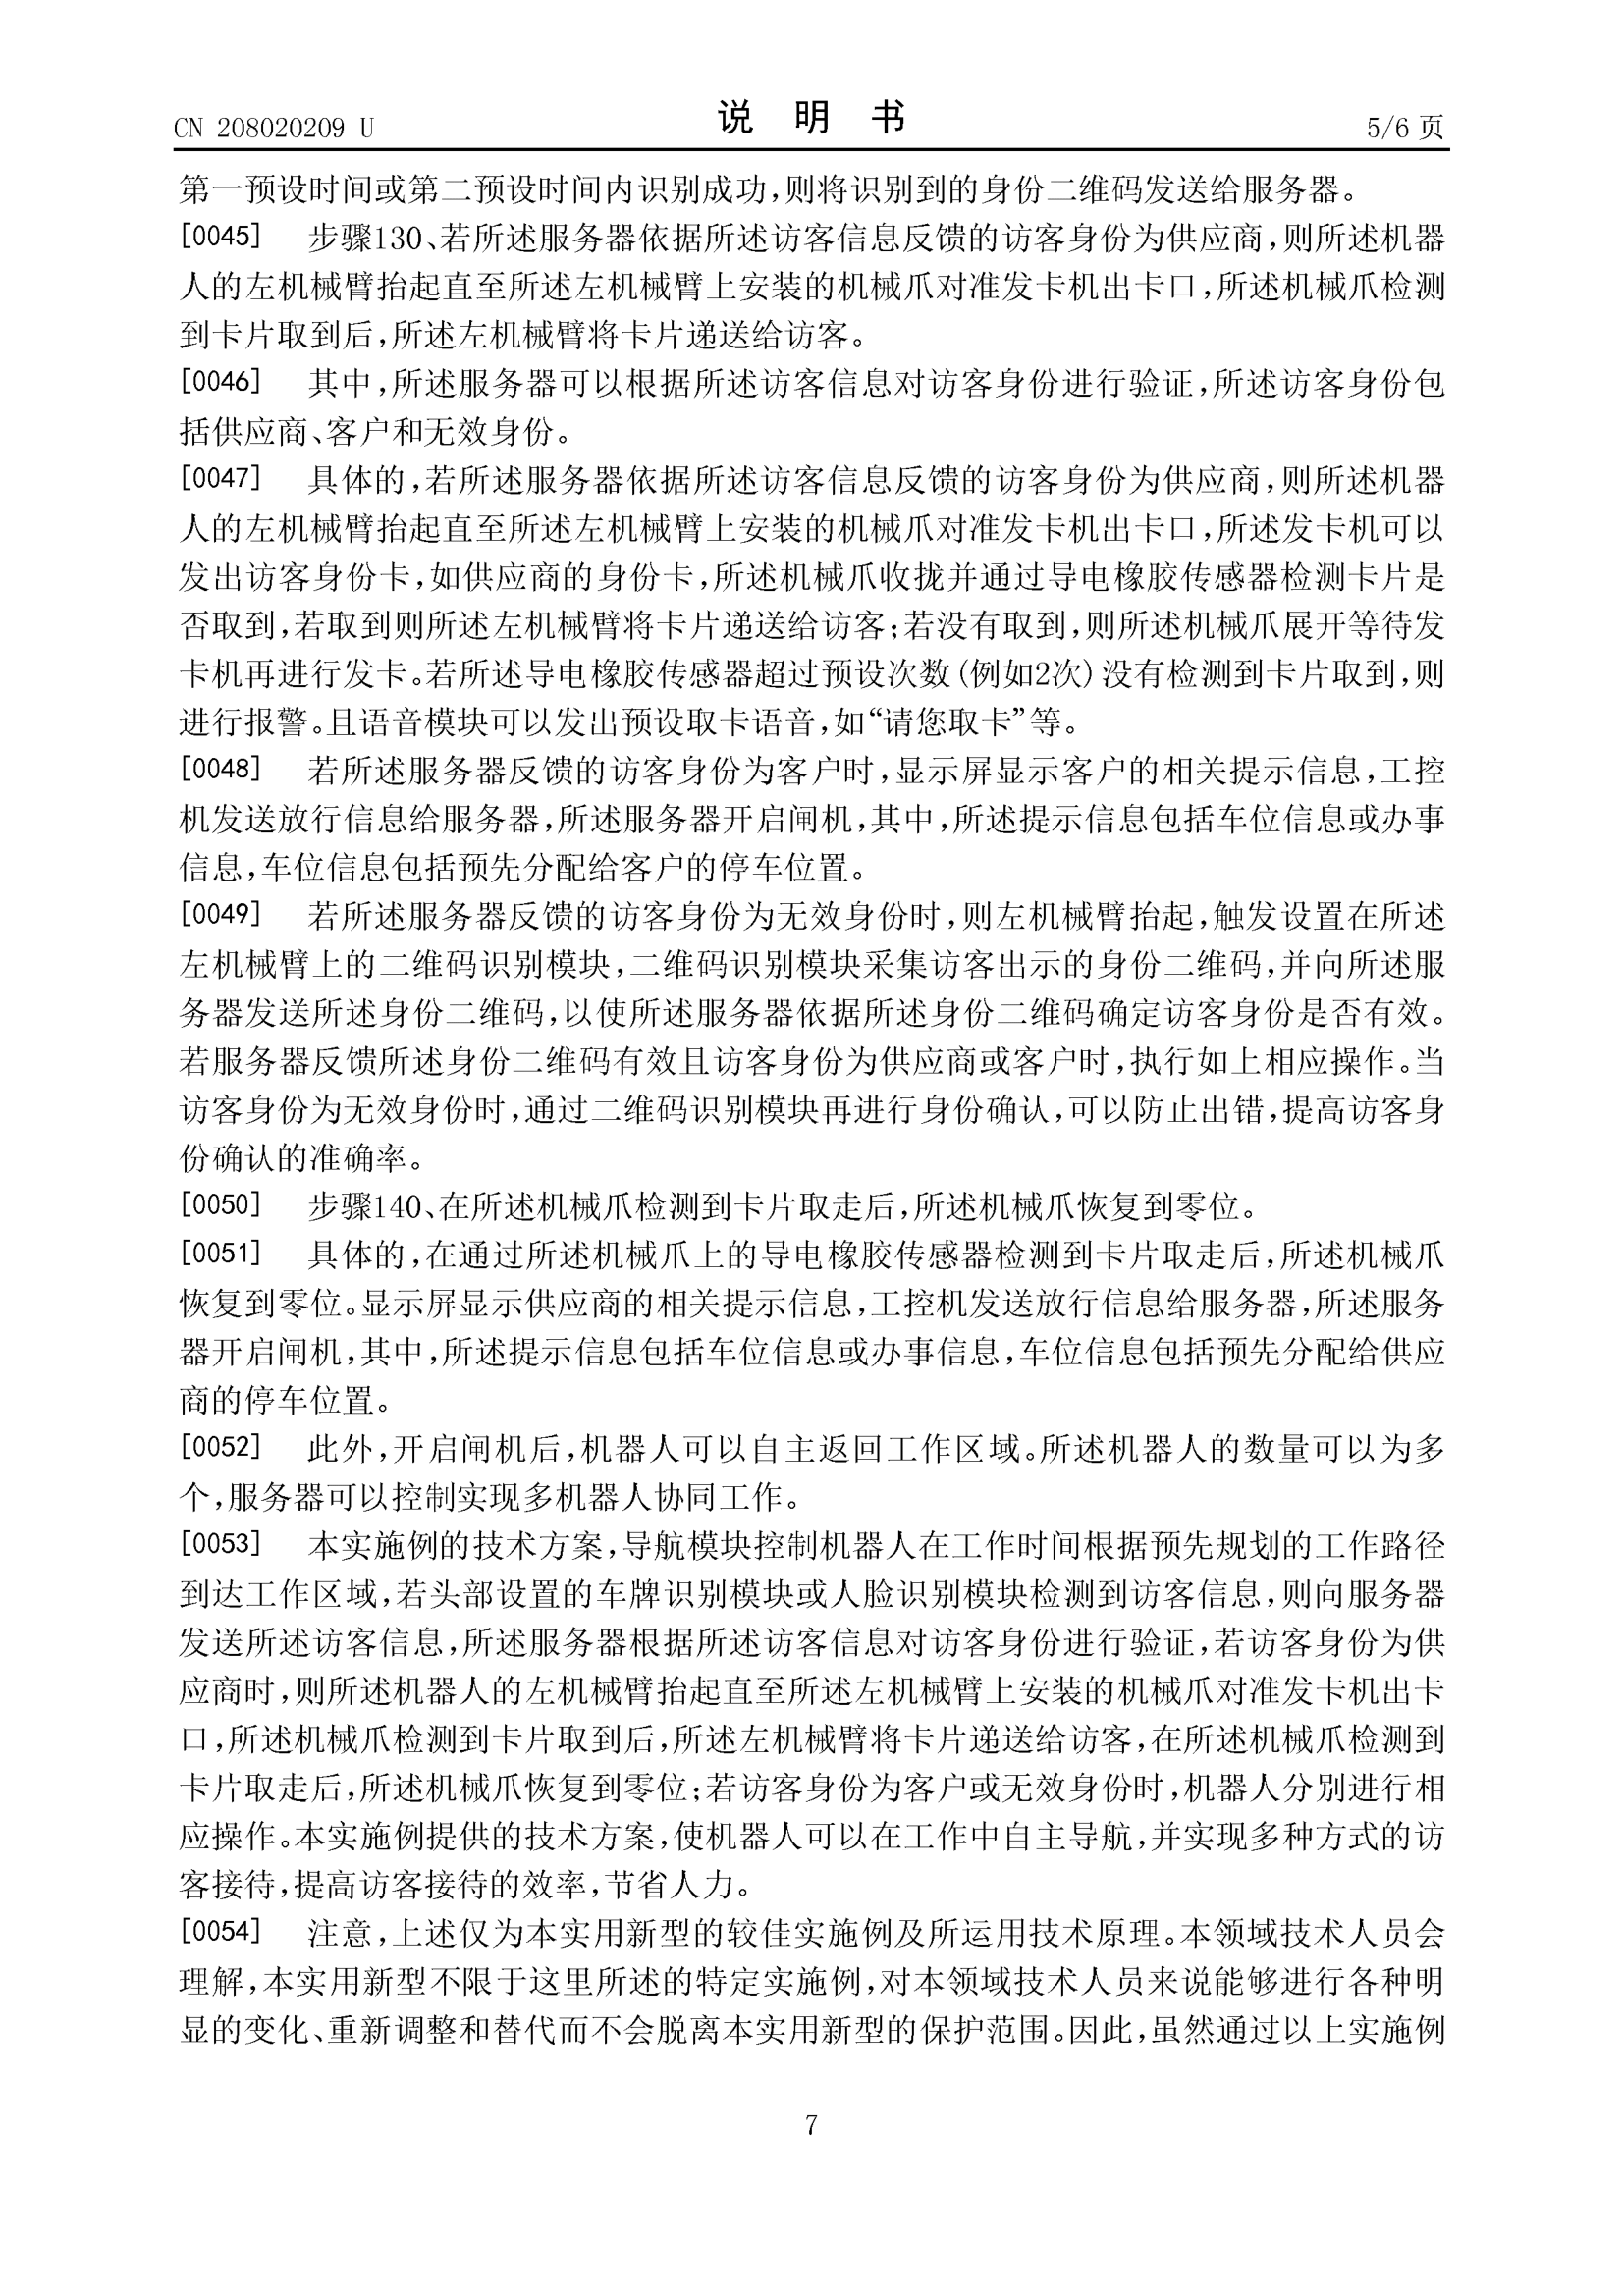 CN 208020209 U
说 明 书
5/6 页
第一预设时间或第二预设时间内识别成功,则将识别到的身份二维码发送给服务器。
[0045] 步骤130、若所述服务器依据所述访客信息反馈的访客身份为供应商,则所述机器
人的左机械臂抬起直至所述左机械臂上安装的机械爪对准发卡机出卡口,所述机械爪检测
到卡片取到后,所述左机械臂将卡片递送给访客。
[0046] 其中,所述服务器可以根据所述访客信息对访客身份进行验证,所述访客身份包
括供应商、客户和无效身份。
[0047] 具体的,若所述服务器依据所述访客信息反馈的访客身份为供应商,则所述机器
人的左机械臂抬起直至所述左机械臂上安装的机械爪对准发卡机出卡口,所述发卡机可以
发出访客身份卡,如供应商的身份卡,所述机械爪收拢并通过导电橡胶传感器检测卡片是
否取到,若取到则所述左机械臂将卡片递送给访客;若没有取到,则所述机械爪展开等待发
卡机再进行发卡。若所述导电橡胶传感器超过预设次数(例如2次)没有检测到卡片取到,则
进行报警。且语音模块可以发出预设取卡语音,如“请您取卡”等。
[0048] 若所述服务器反馈的访客身份为客户时,显示屏显示客户的相关提示信息,工控
机发送放行信息给服务器,所述服务器开启闸机,其中,所述提示信息包括车位信息或办事
信息,车位信息包括预先分配给客户的停车位置。
[0049] 若所述服务器反馈的访客身份为无效身份时,则左机械臂抬起,触发设置在所述
左机械臂上的二维码识别模块,二维码识别模块采集访客出示的身份二维码,并向所述服
务器发送所述身份二维码,以使所述服务器依据所述身份二维码确定访客身份是否有效。
若服务器反馈所述身份二维码有效且访客身份为供应商或客户时,执行如上相应操作。当
访客身份为无效身份时,通过二维码识别模块再进行身份确认,可以防止出错,提高访客身
份确认的准确率。
[0050] 步骤140、在所述机械爪检测到卡片取走后,所述机械爪恢复到零位。
[0051] 具体的,在通过所述机械爪上的导电橡胶传感器检测到卡片取走后,所述机械爪
恢复到零位。显示屏显示供应商的相关提示信息,工控机发送放行信息给服务器,所述服务
器开启闸机,其中,所述提示信息包括车位信息或办事信息,车位信息包括预先分配给供应
商的停车位置。
[0052] 此外,开启闸机后,机器人可以自主返回工作区域。所述机器人的数量可以为多
个,服务器可以控制实现多机器人协同工作。
[0053] 本实施例的技术方案,导航模块控制机器人在工作时间根据预先规划的工作路径
到达工作区域,若头部设置的车牌识别模块或人脸识别模块检测到访客信息,则向服务器
发送所述访客信息,所述服务器根据所述访客信息对访客身份进行验证,若访客身份为供
应商时,则所述机器人的左机械臂抬起直至所述左机械臂上安装的机械爪对准发卡机出卡
口,所述机械爪检测到卡片取到后,所述左机械臂将卡片递送给访客,在所述机械爪检测到
卡片取走后,所述机械爪恢复到零位;若访客身份为客户或无效身份时,机器人分别进行相
应操作。本实施例提供的技术方案,使机器人可以在工作中自主导航,并实现多种方式的访
客接待,提高访客接待的效率,节省人力。
[0054] 注意,上述仅为本实用新型的较佳实施例及所运用技术原理。本领域技术人员会
理解,本实用新型不限于这里所述的特定实施例,对本领域技术人员来说能够进行各种明
显的变化、重新调整和替代而不会脱离本实用新型的保护范围。因此,虽然通过以上实施例
7